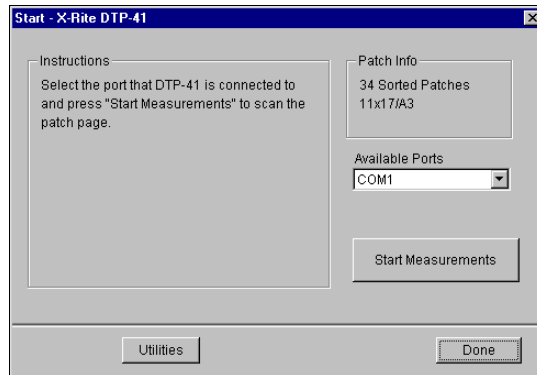 Start - X-Rite DTP-41
Instructions
Select the port that DTP-41 is connected to
and press "Start Measurements" to scan the
patch page.
Patch Info
34 Sorted Patches
11x17/A3
Available Ports
COM1
Start Measurements
Utilities
Done